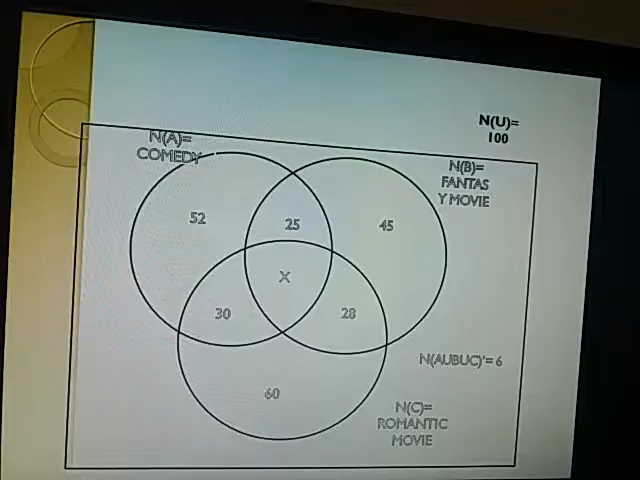 N(U)=
100
N(A)=
COMEDY
N(B)=
FANTAS
Y MOVIE
52
25
45
X
30
28
N(AUBUC)'= 6
60
N(C)=
ROMANTIC
MOVIE